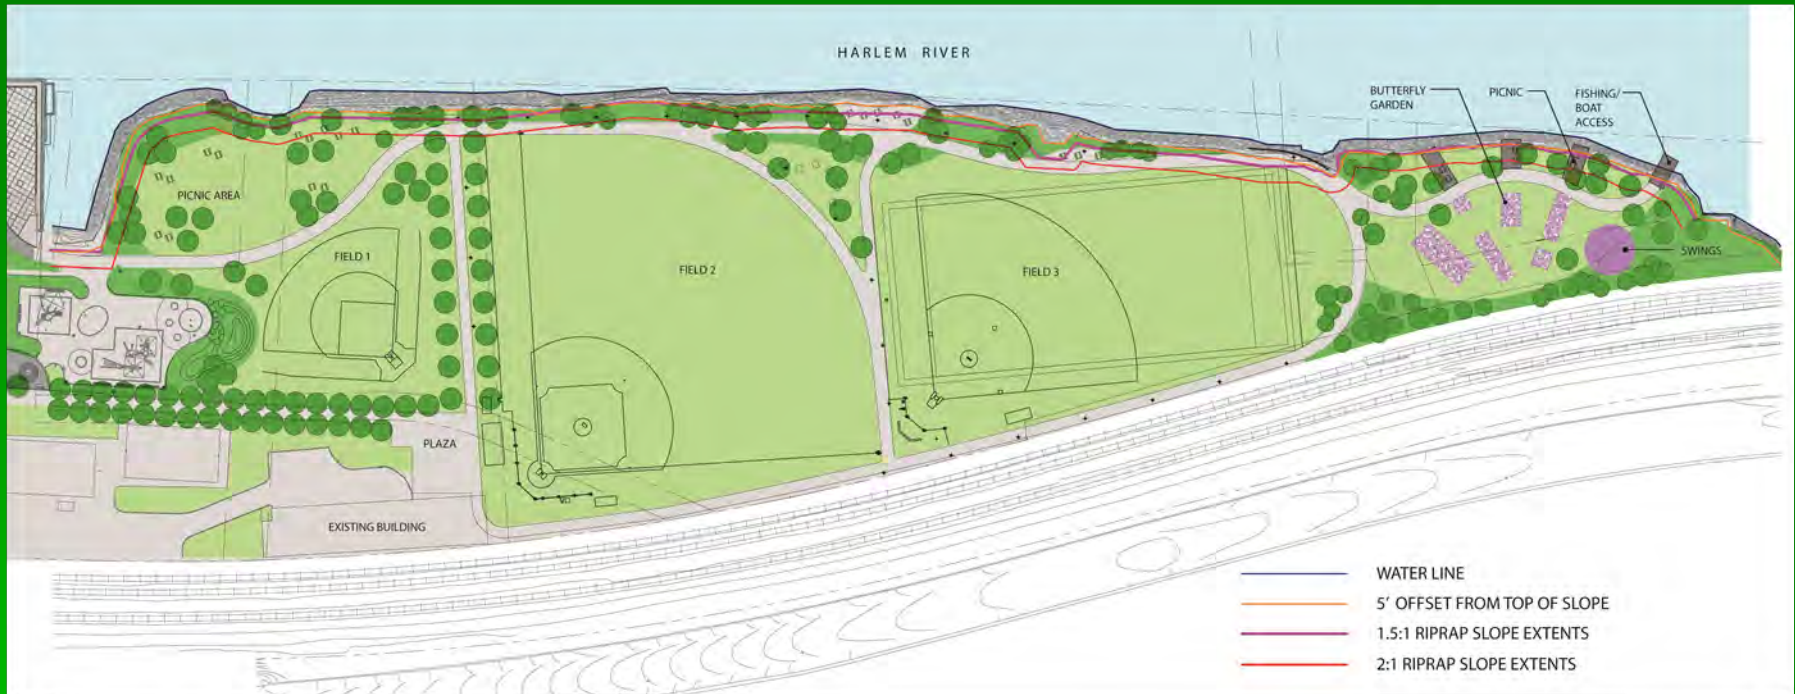 HARLEM RIVER
BUTTERFLY
GARDEN
PICNIC
FISHING/
BOAT
ACCESS
PICNIC AREA
FIELD 1
FIELD 2
FIELD 3
SWINGS
PLAZA
EXISTING BUILDING
WATER LINE
5' OFFSET FROM TOP OF SLOPE
1.5:1 RIPRAP SLOPE EXTENTS
2:1 RIPRAP SLOPE EXTENTS